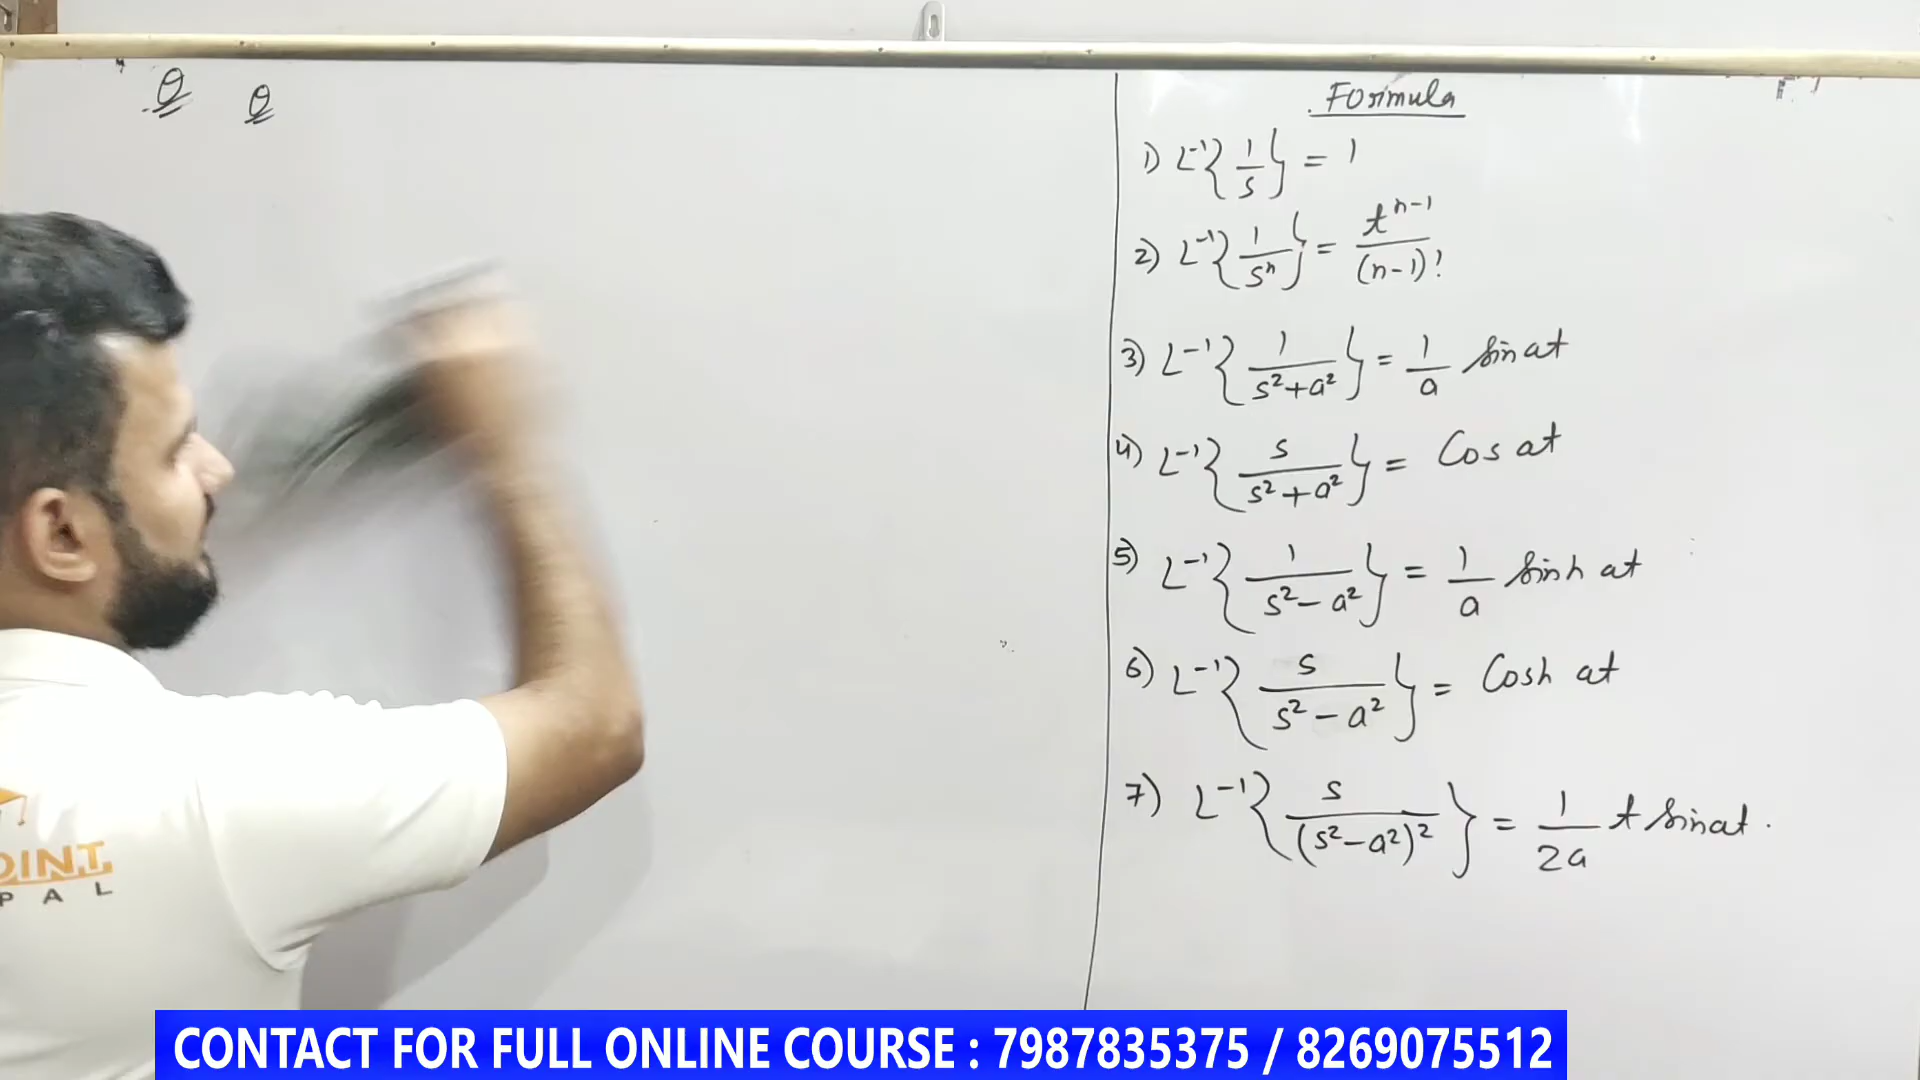 Q Q
Formula
1) L⁻¹{1/s} = 1
2) L⁻¹{1/sⁿ} = tⁿ⁻¹/(n-1)!
3) L⁻¹{1/(s²+a²)} = 1/a sin at
4) L⁻¹{s/(s²+a²)} = Cos at
5) L⁻¹{1/(s²-a²)} = 1/a sinh at
6) L⁻¹{s/(s²-a²)} = Cosh at
7) L⁻¹{s/(s²-a²)²} = 1/2a t sin at.
OINT
PAL
CONTACT FOR FULL ONLINE COURSE : 7987835375 / 8269075512